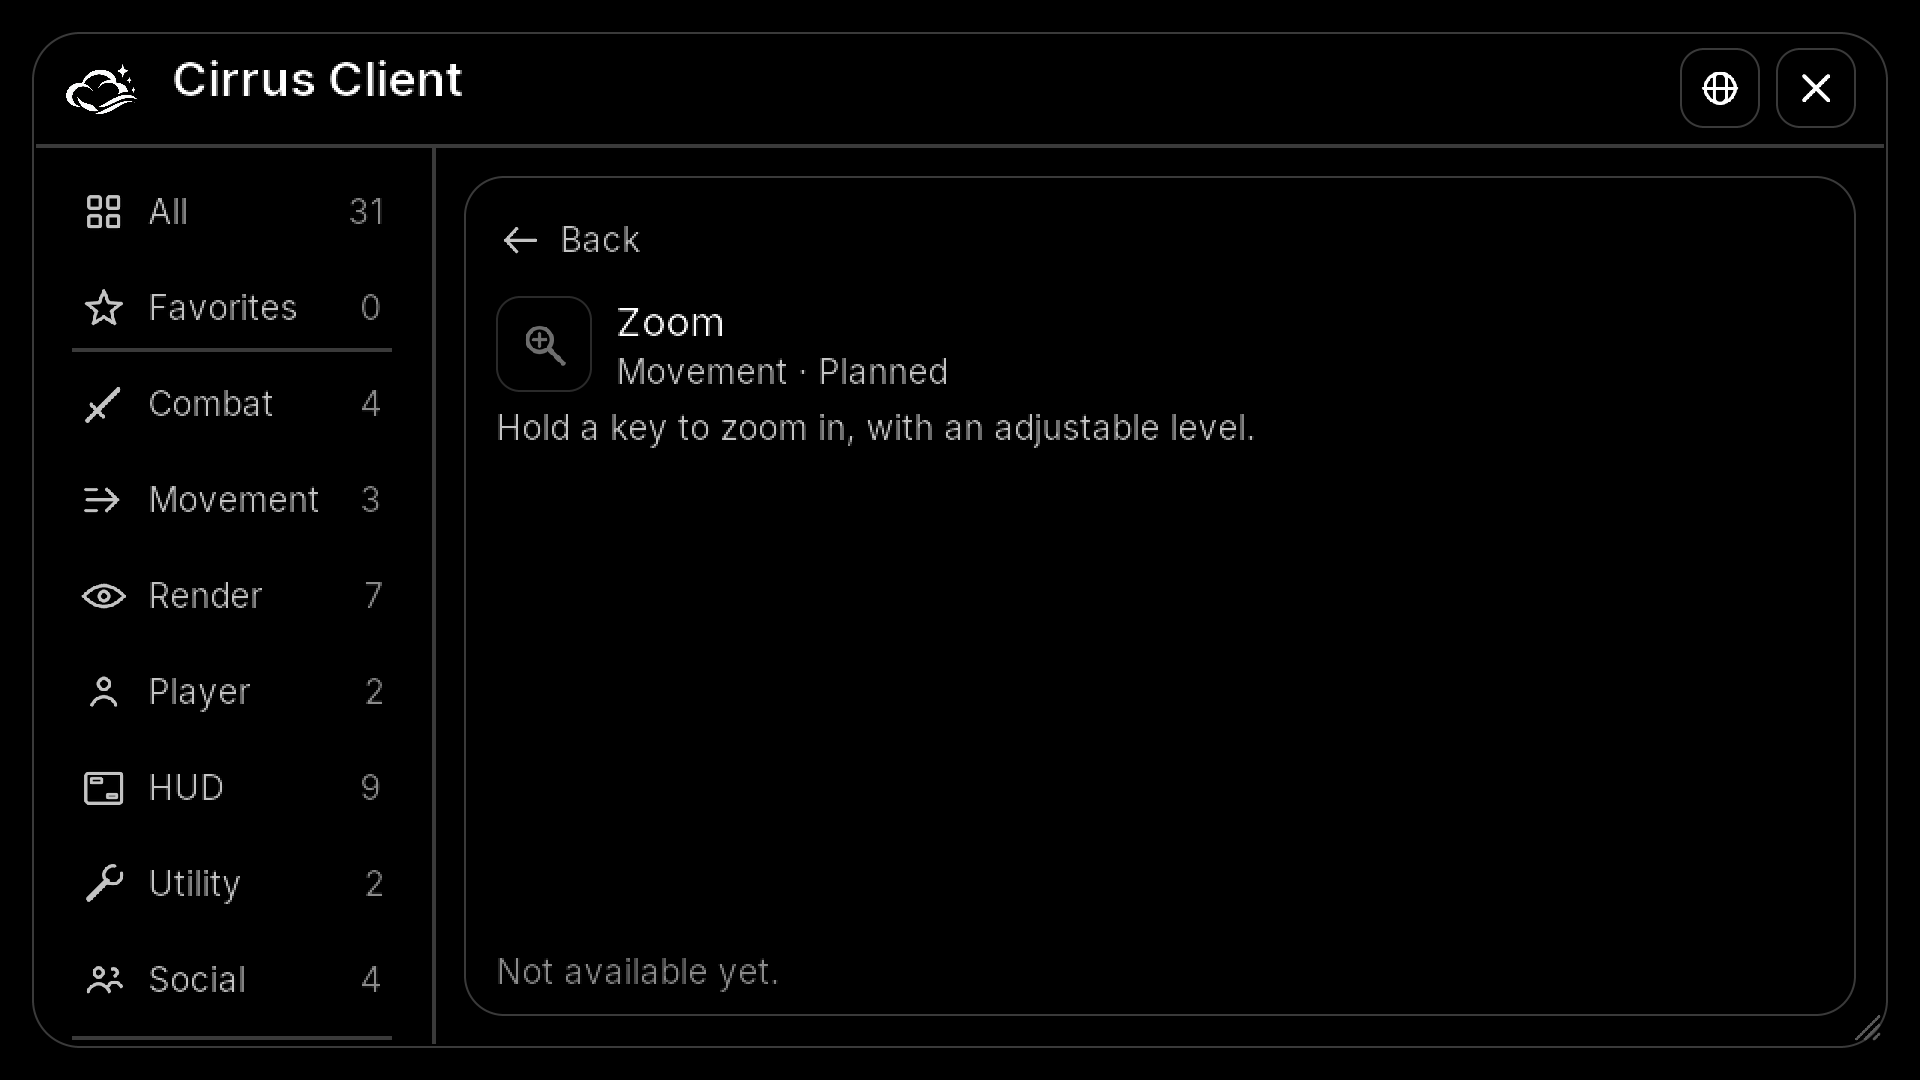 Cirrus Client
All 31
Favorites 0
Combat 4
Movement 3
Render 7
Player 2
HUD 9
Utility 2
Social 4
Back
Zoom
Movement · Planned
Hold a key to zoom in, with an adjustable level.
Not available yet.